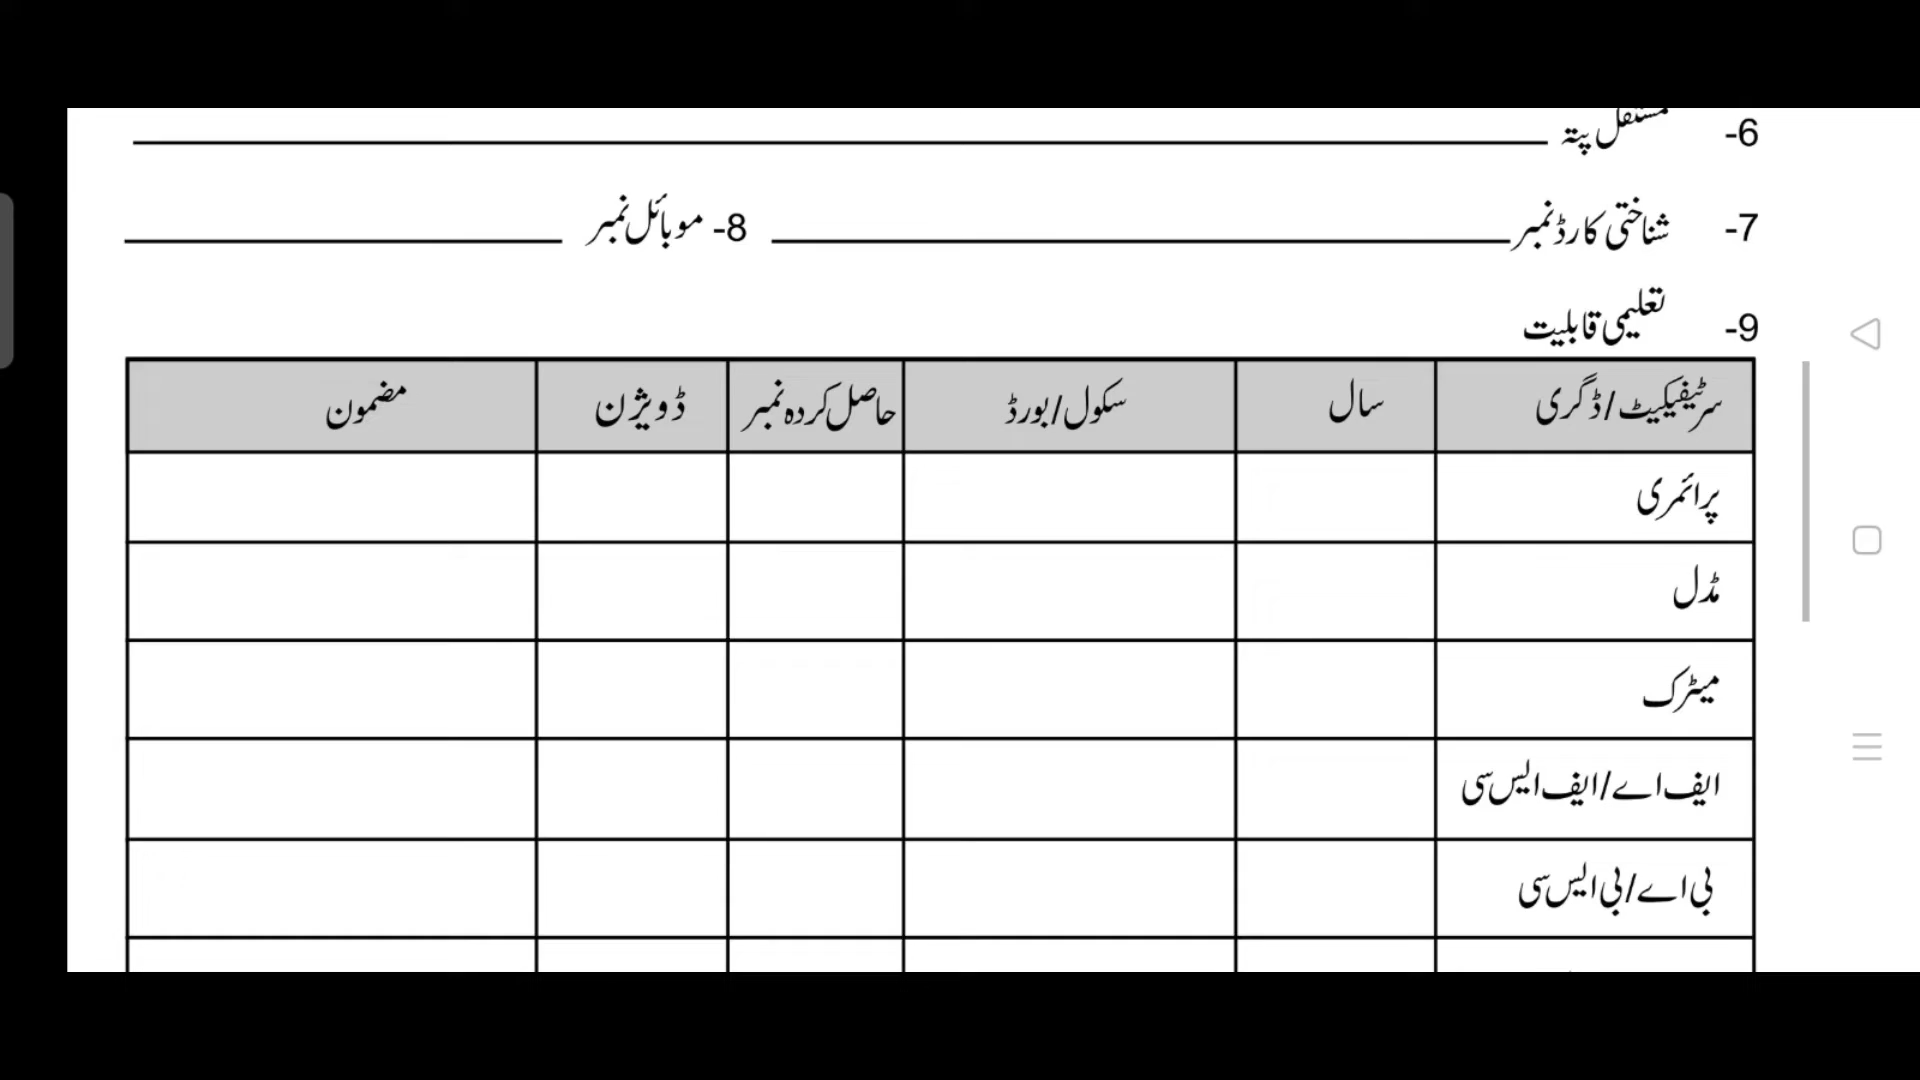 6- مستقل پتہ
7- شناختی کارڈ نمبر 8- موبائل نمبر
9- تعلیمی قابلیت
سرٹیفیکیٹ/ڈگری سال سکول/بورڈ حاصل کردہ نمبر ڈویژن مضمون
پرائمری
مڈل
میٹرک
ایف اے/ایف ایس سی
بی اے/بی ایس سی